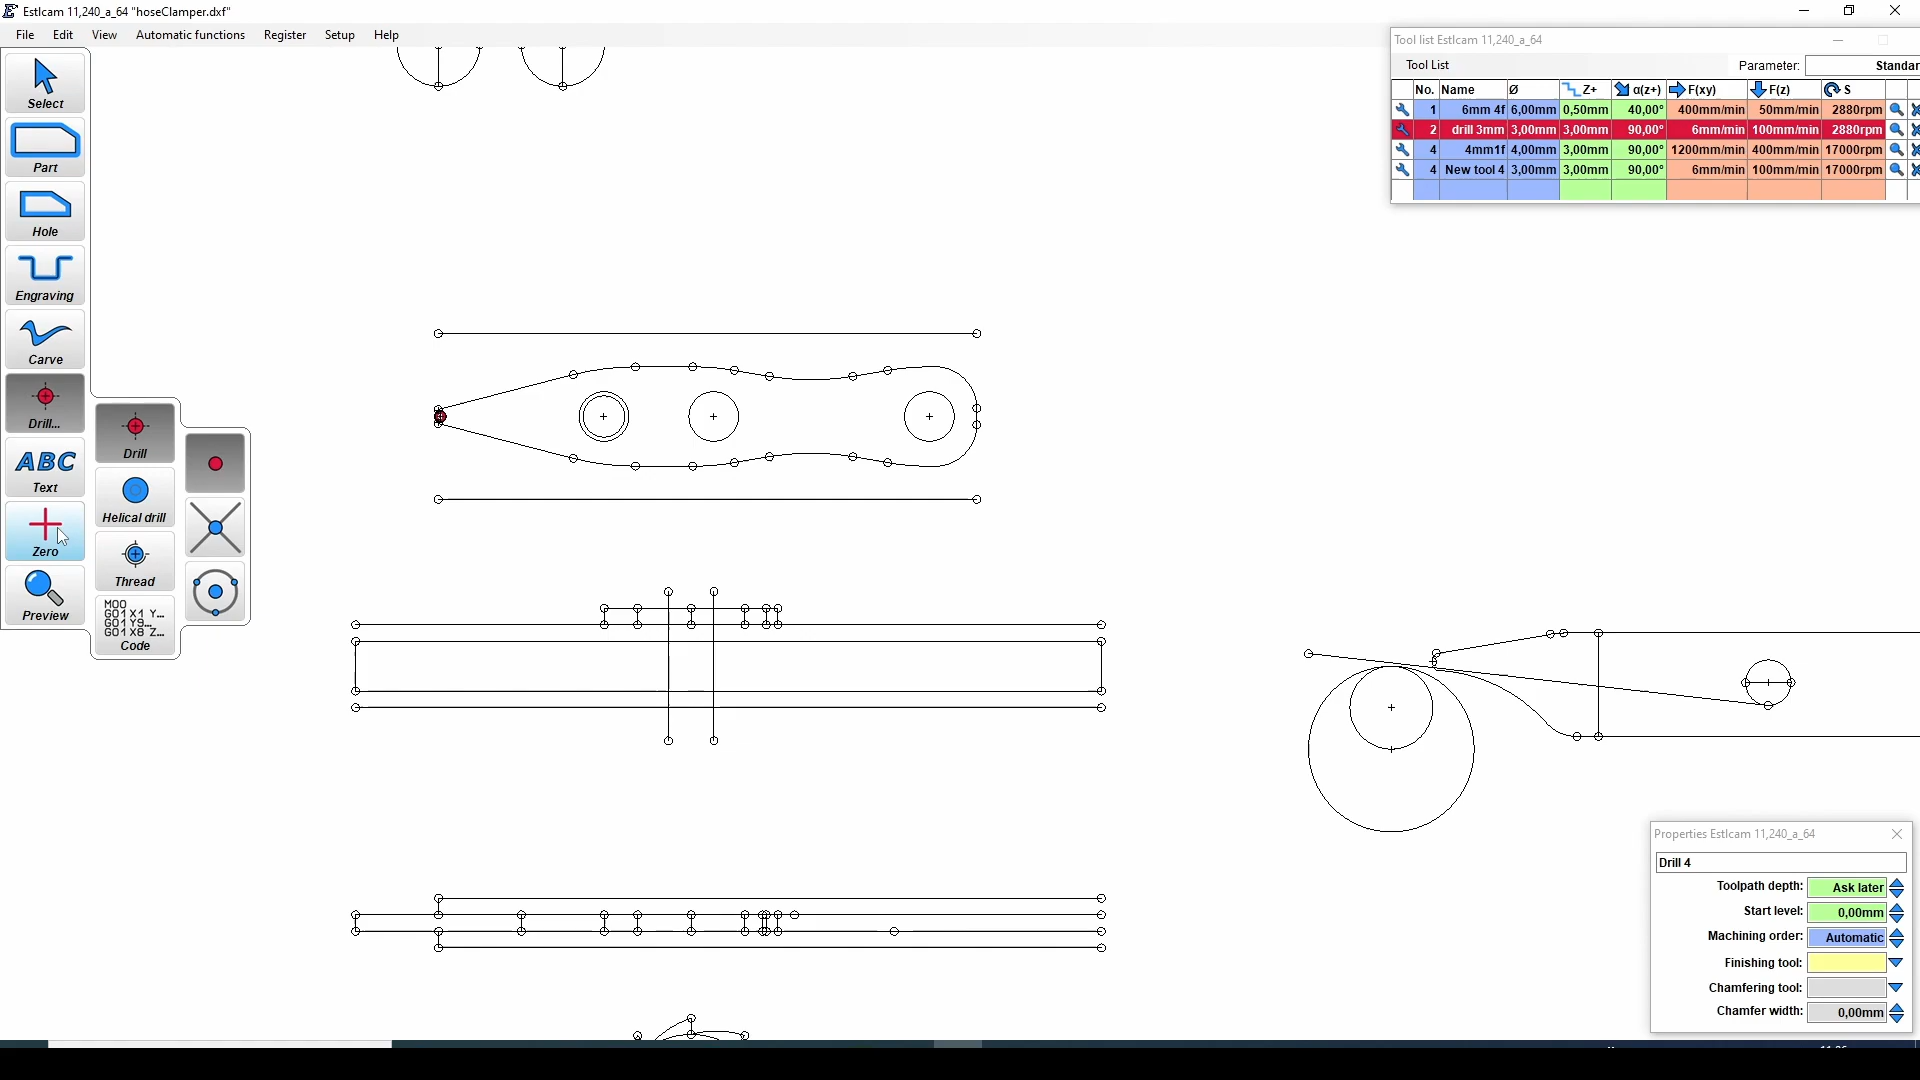 Estlcam 11,240_a_64 "hoseClamper.dxf"
File Edit View Automatic functions Register Setup Help
Select
Part
Hole
Engraving
Carve
Drill...
ABC
Text
Zero
Preview
Drill
Helical drill
Thread
M00
G01X1 Y...
G01Y9...
G01X8 Z...
Code
Tool list Estlcam 11,240_a_64
Tool List Parameter: Standar
No. Name Ø Z+ α(z+) F(xy) F(z) S
1 6mm 4f 6,00mm 0,50mm 40,00° 400mm/min 50mm/min 2880rpm
2 drill 3mm 3,00mm 3,00mm 90,00° 6mm/min 100mm/min 2880rpm
4 4mm1f 4,00mm 3,00mm 90,00° 1200mm/min 400mm/min 17000rpm
4 New tool 4 3,00mm 3,00mm 90,00° 6mm/min 100mm/min 17000rpm
Properties Estlcam 11,240_a_64
Drill 4
Toolpath depth: Ask later
Start level: 0,00mm
Machining order: Automatic
Finishing tool:
Chamfering tool:
Chamfer width: 0,00mm